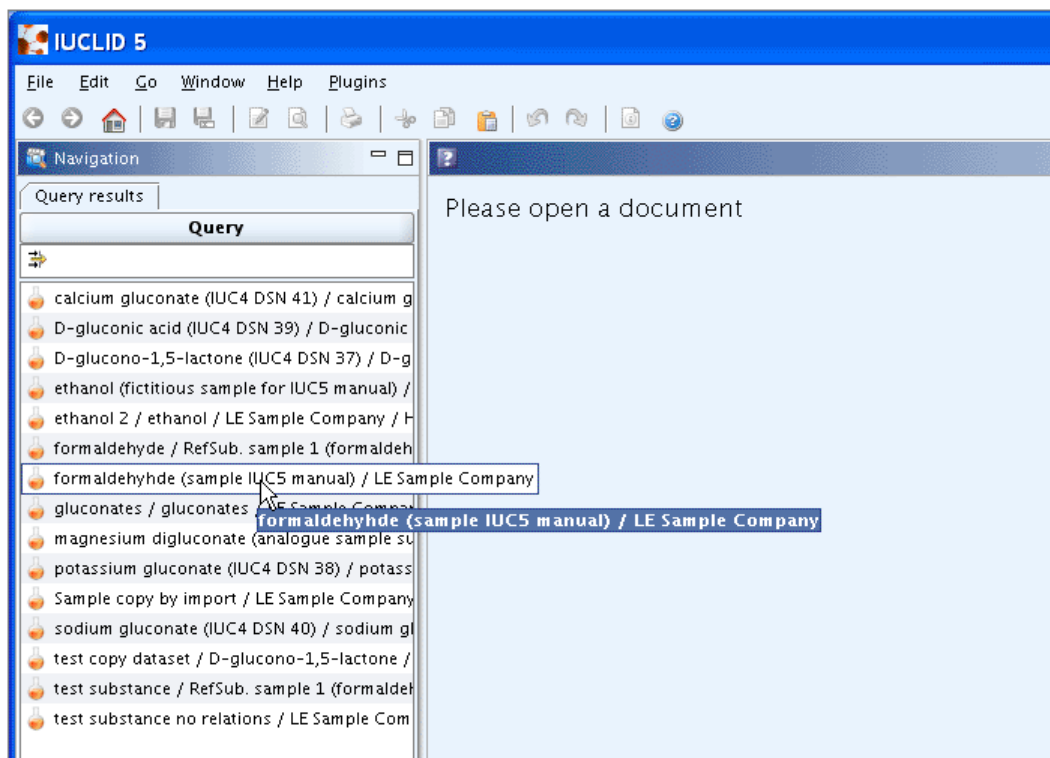 IUCLID 5
File Edit Go Window Help Plugins
Navigation
Query results
Please open a document
Query
calcium gluconate (IUC4 DSN 41) / calcium g
D-gluconic acid (IUC4 DSN 39) / D-gluconic
D-glucono-1,5-lactone (IUC4 DSN 37) / D-g
ethanol (fictitious sample for IUC5 manual) /
ethanol 2 / ethanol / LE Sample Company / H
formaldehyde / RefSub. sample 1 (formaldeh
formaldehyhde (sample IUC5 manual) / LE Sample Company
gluconates / gluconates / LE Sample Compan
formaldehyhde (sample IUC5 manual) / LE Sample Company
magnesium digluconate (analogue sample su
potassium gluconate (IUC4 DSN 38) / potass
Sample copy by import / LE Sample Company
sodium gluconate (IUC4 DSN 40) / sodium gl
test copy dataset / D-glucono-1,5-lactone /
test substance / RefSub. sample 1 (formaldeh
test substance no relations / LE Sample Com